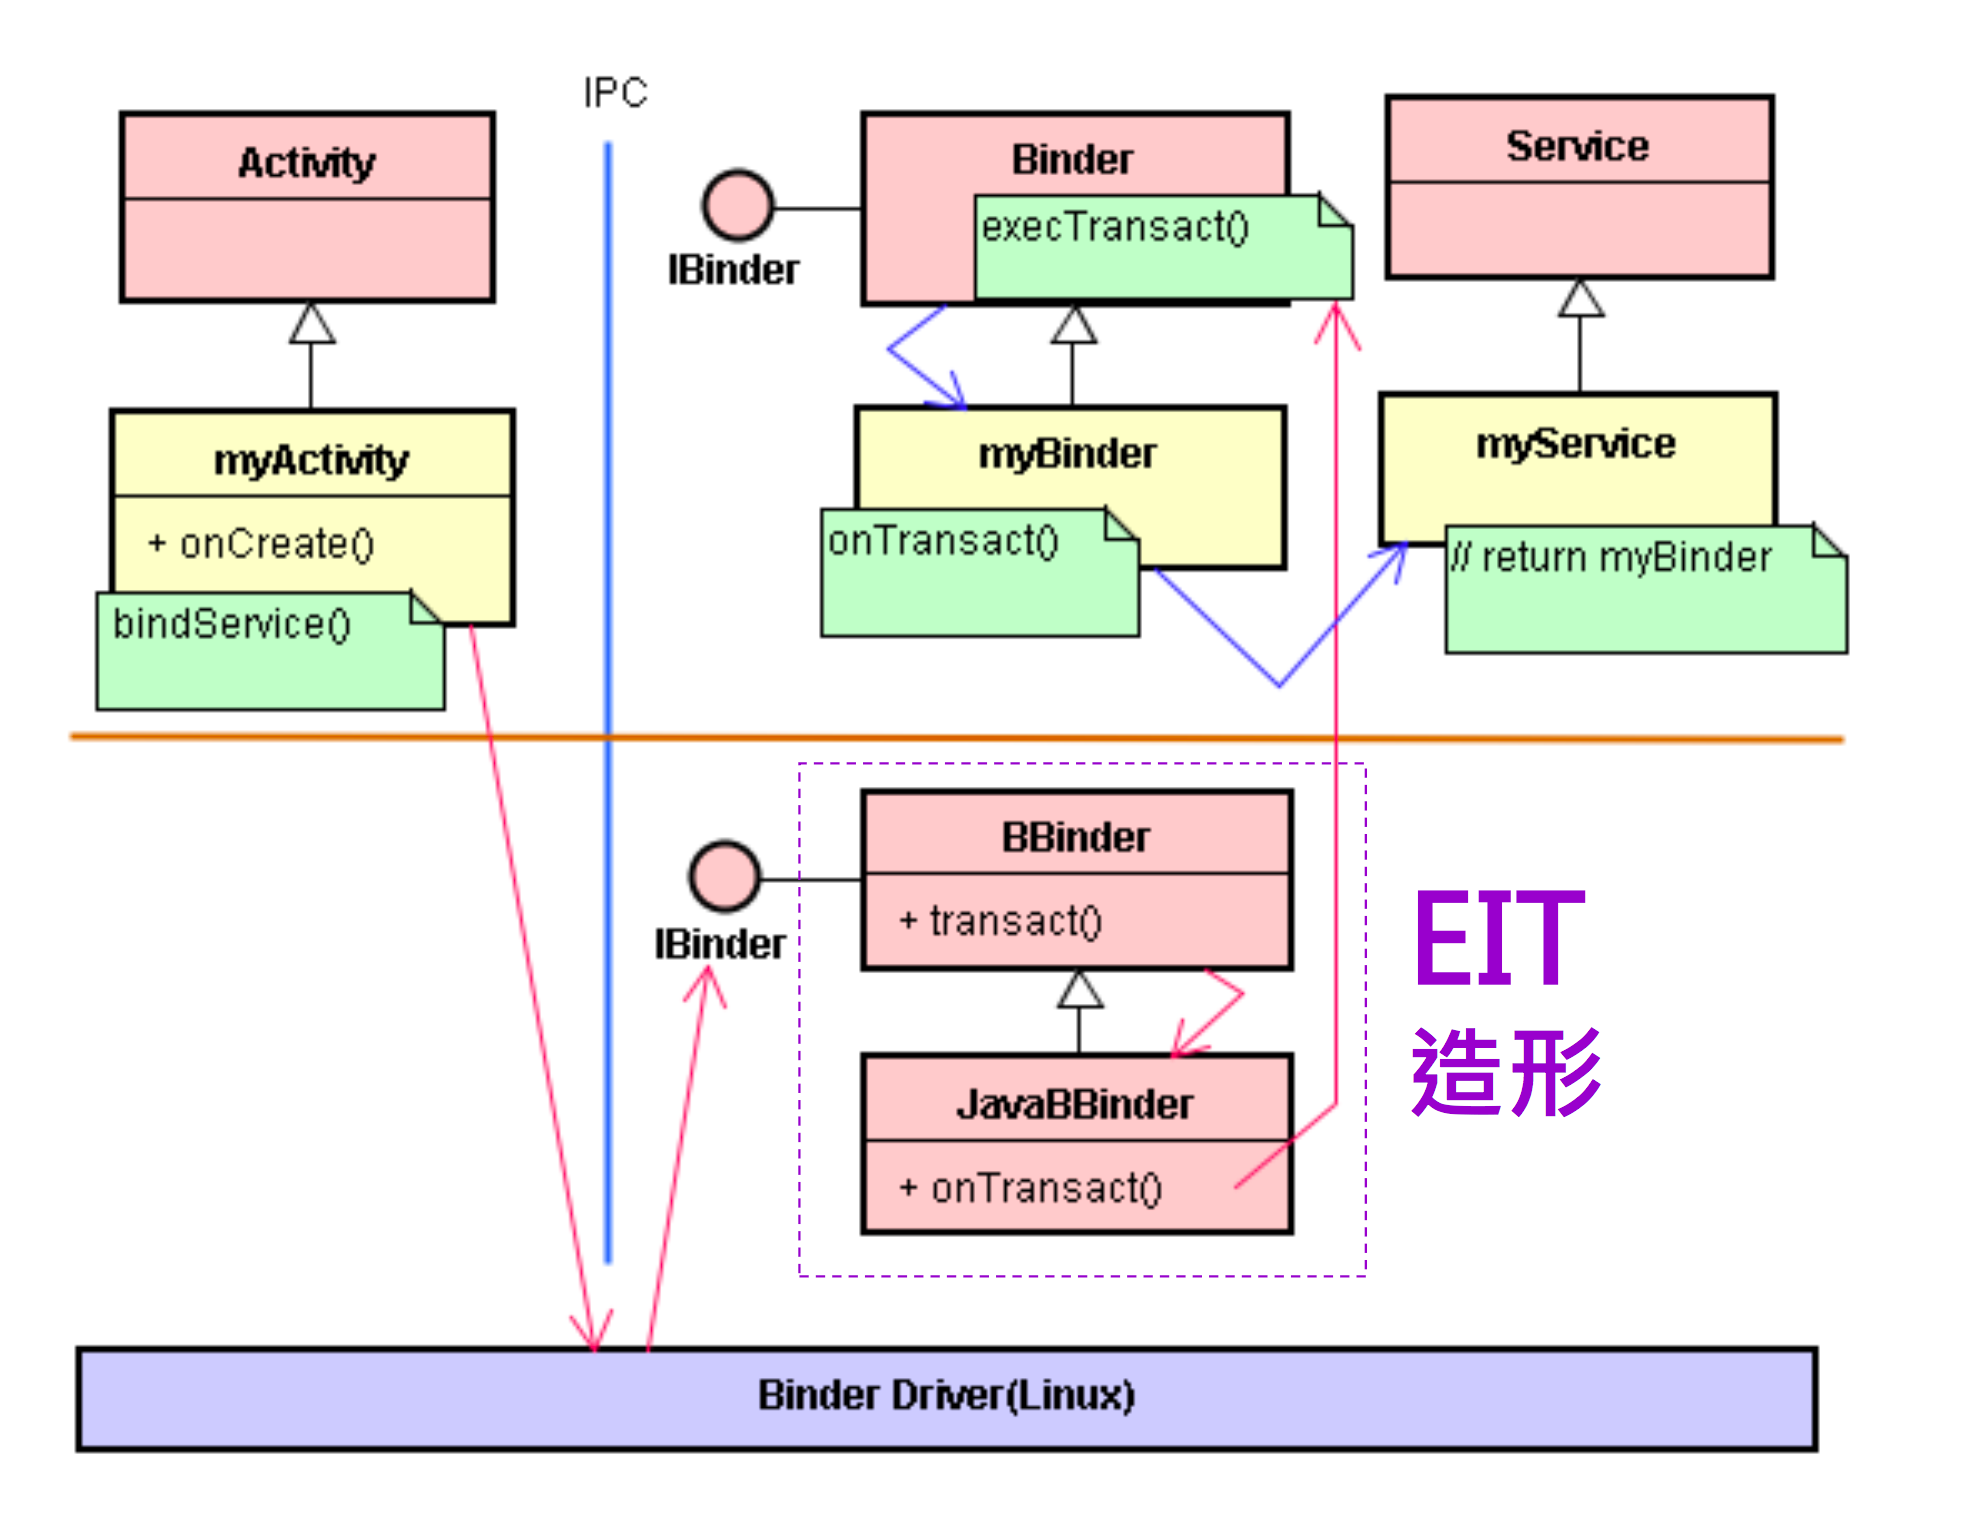 IPC
Activity
Binder
Service
execTransact()
IBinder
myActivity
+ onCreate()
bindService()
myBinder
onTransact()
myService
// return myBinder
BBinder
+ transact()
IBinder
JavaBBinder
+ onTransact()
EIT
造形
Binder Driver(Linux)